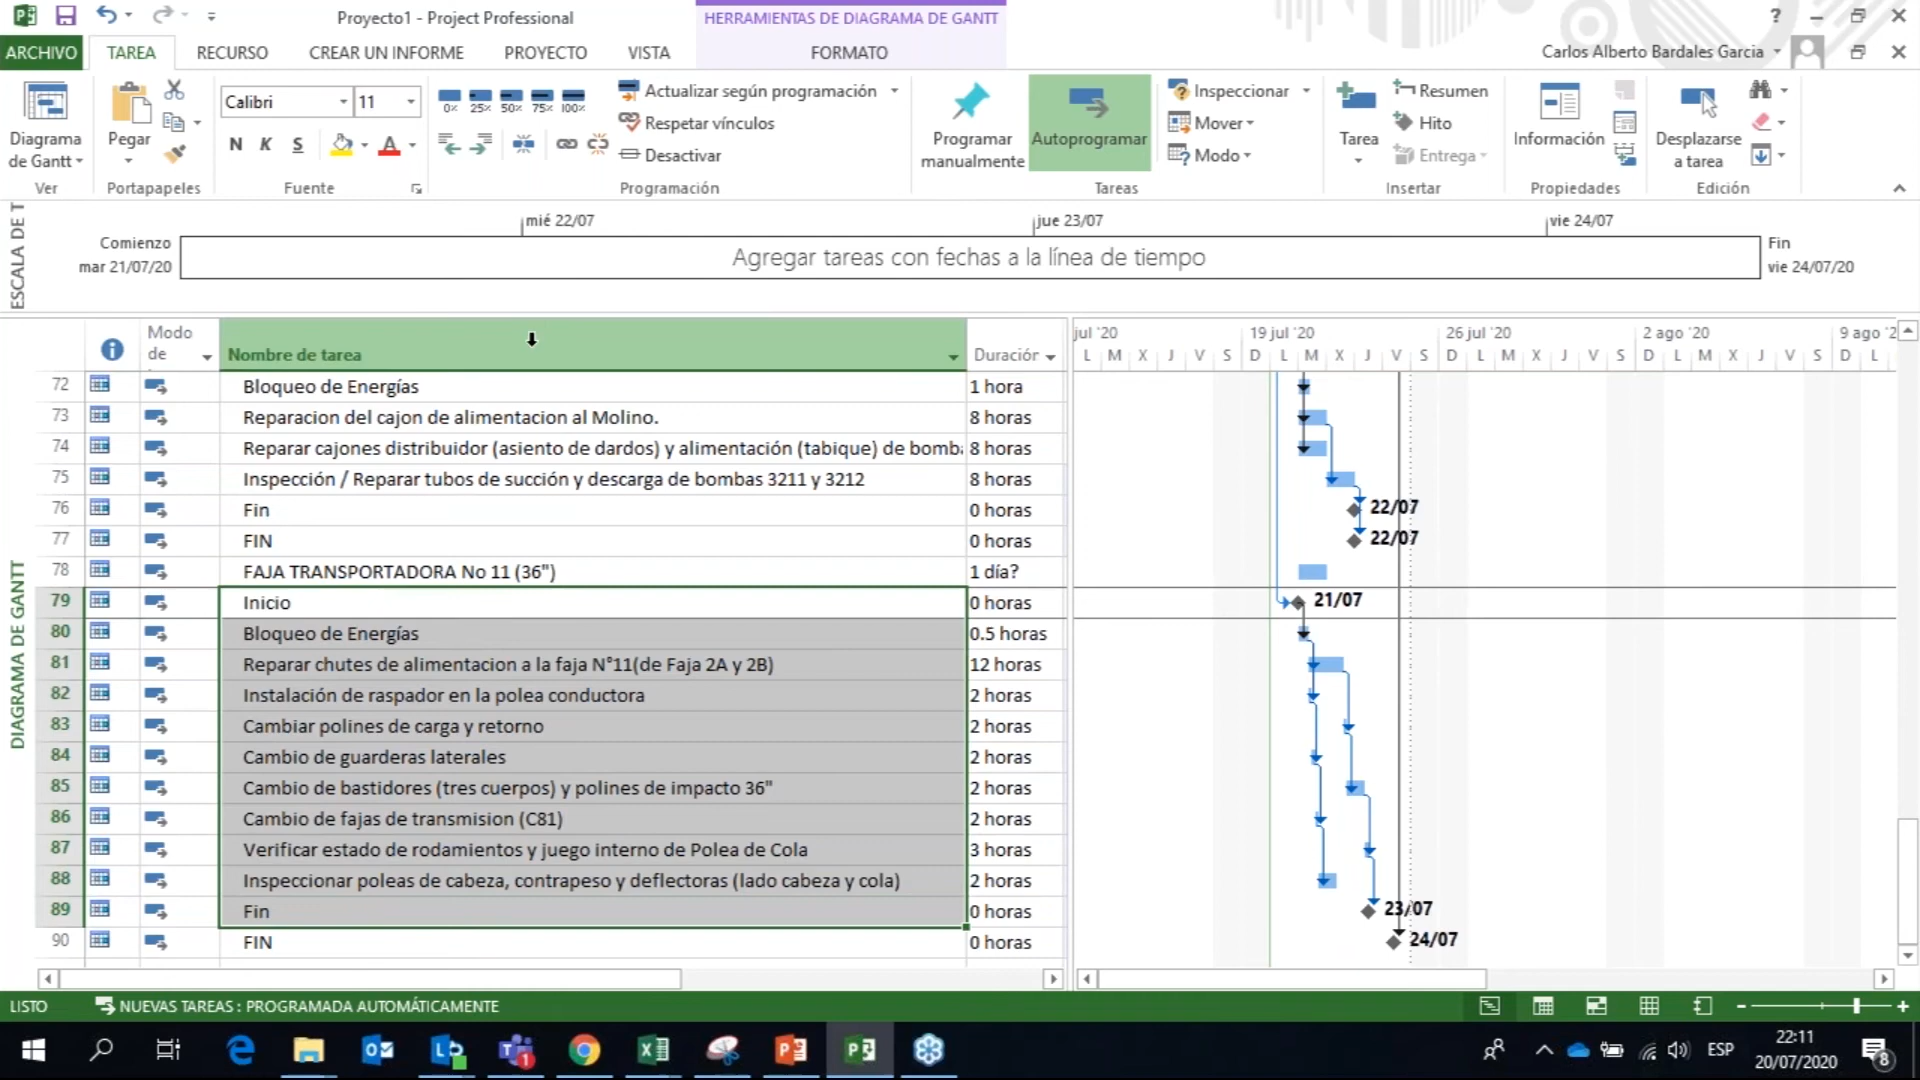 Proyecto1 - Project Professional
HERRAMIENTAS DE DIAGRAMA DE GANTT
?
ARCHIVO TAREA RECURSO CREAR UN INFORME PROYECTO VISTA FORMATO
Carlos Alberto Bardales Garcia
Diagrama de Gantt
Ver
Pegar
Portapapeles
Calibri 11
N K S A
Fuente
0% 25% 50% 75% 100%
Actualizar según programación
Respetar vínculos
Desactivar
Programación
Programar manualmente
Autoprogramar
Inspeccionar
Mover
Modo
Tareas
Tarea
Resumen
Hito
Entrega
Insertar
Información
Propiedades
Desplazarse a tarea
Edición
ESCALA DE T
mié 22/07 jue 23/07 vie 24/07
Comienzo
mar 21/07/20
Agregar tareas con fechas a la línea de tiempo
Fin
vie 24/07/20
DIAGRAMA DE GANTT
Modo de Nombre de tarea Duración
jul '20 19 jul '20 26 jul '20 2 ago '20 9 ago '2
L M X J V S D L M X J V S D L M X J V S D L M X J V S D L
72 Bloqueo de Energías 1 hora
73 Reparacion del cajon de alimentacion al Molino. 8 horas
74 Reparar cajones distribuidor (asiento de dardos) y alimentación (tabique) de bomb 8 horas
75 Inspección / Reparar tubos de succión y descarga de bombas 3211 y 3212 8 horas
76 Fin 0 horas 22/07
77 FIN 0 horas 22/07
78 FAJA TRANSPORTADORA No 11 (36") 1 día?
79 Inicio 0 horas 21/07
80 Bloqueo de Energías 0.5 horas
81 Reparar chutes de alimentacion a la faja N°11(de Faja 2A y 2B) 12 horas
82 Instalación de raspador en la polea conductora 2 horas
83 Cambiar polines de carga y retorno 2 horas
84 Cambio de guarderas laterales 2 horas
85 Cambio de bastidores (tres cuerpos) y polines de impacto 36" 2 horas
86 Cambio de fajas de transmision (C81) 2 horas
87 Verificar estado de rodamientos y juego interno de Polea de Cola 3 horas
88 Inspeccionar poleas de cabeza, contrapeso y deflectoras (lado cabeza y cola) 2 horas
89 Fin 0 horas 23/07
90 FIN 0 horas 24/07
LISTO NUEVAS TAREAS : PROGRAMADA AUTOMÁTICAMENTE
ESP
22:11
20/07/2020
1
8